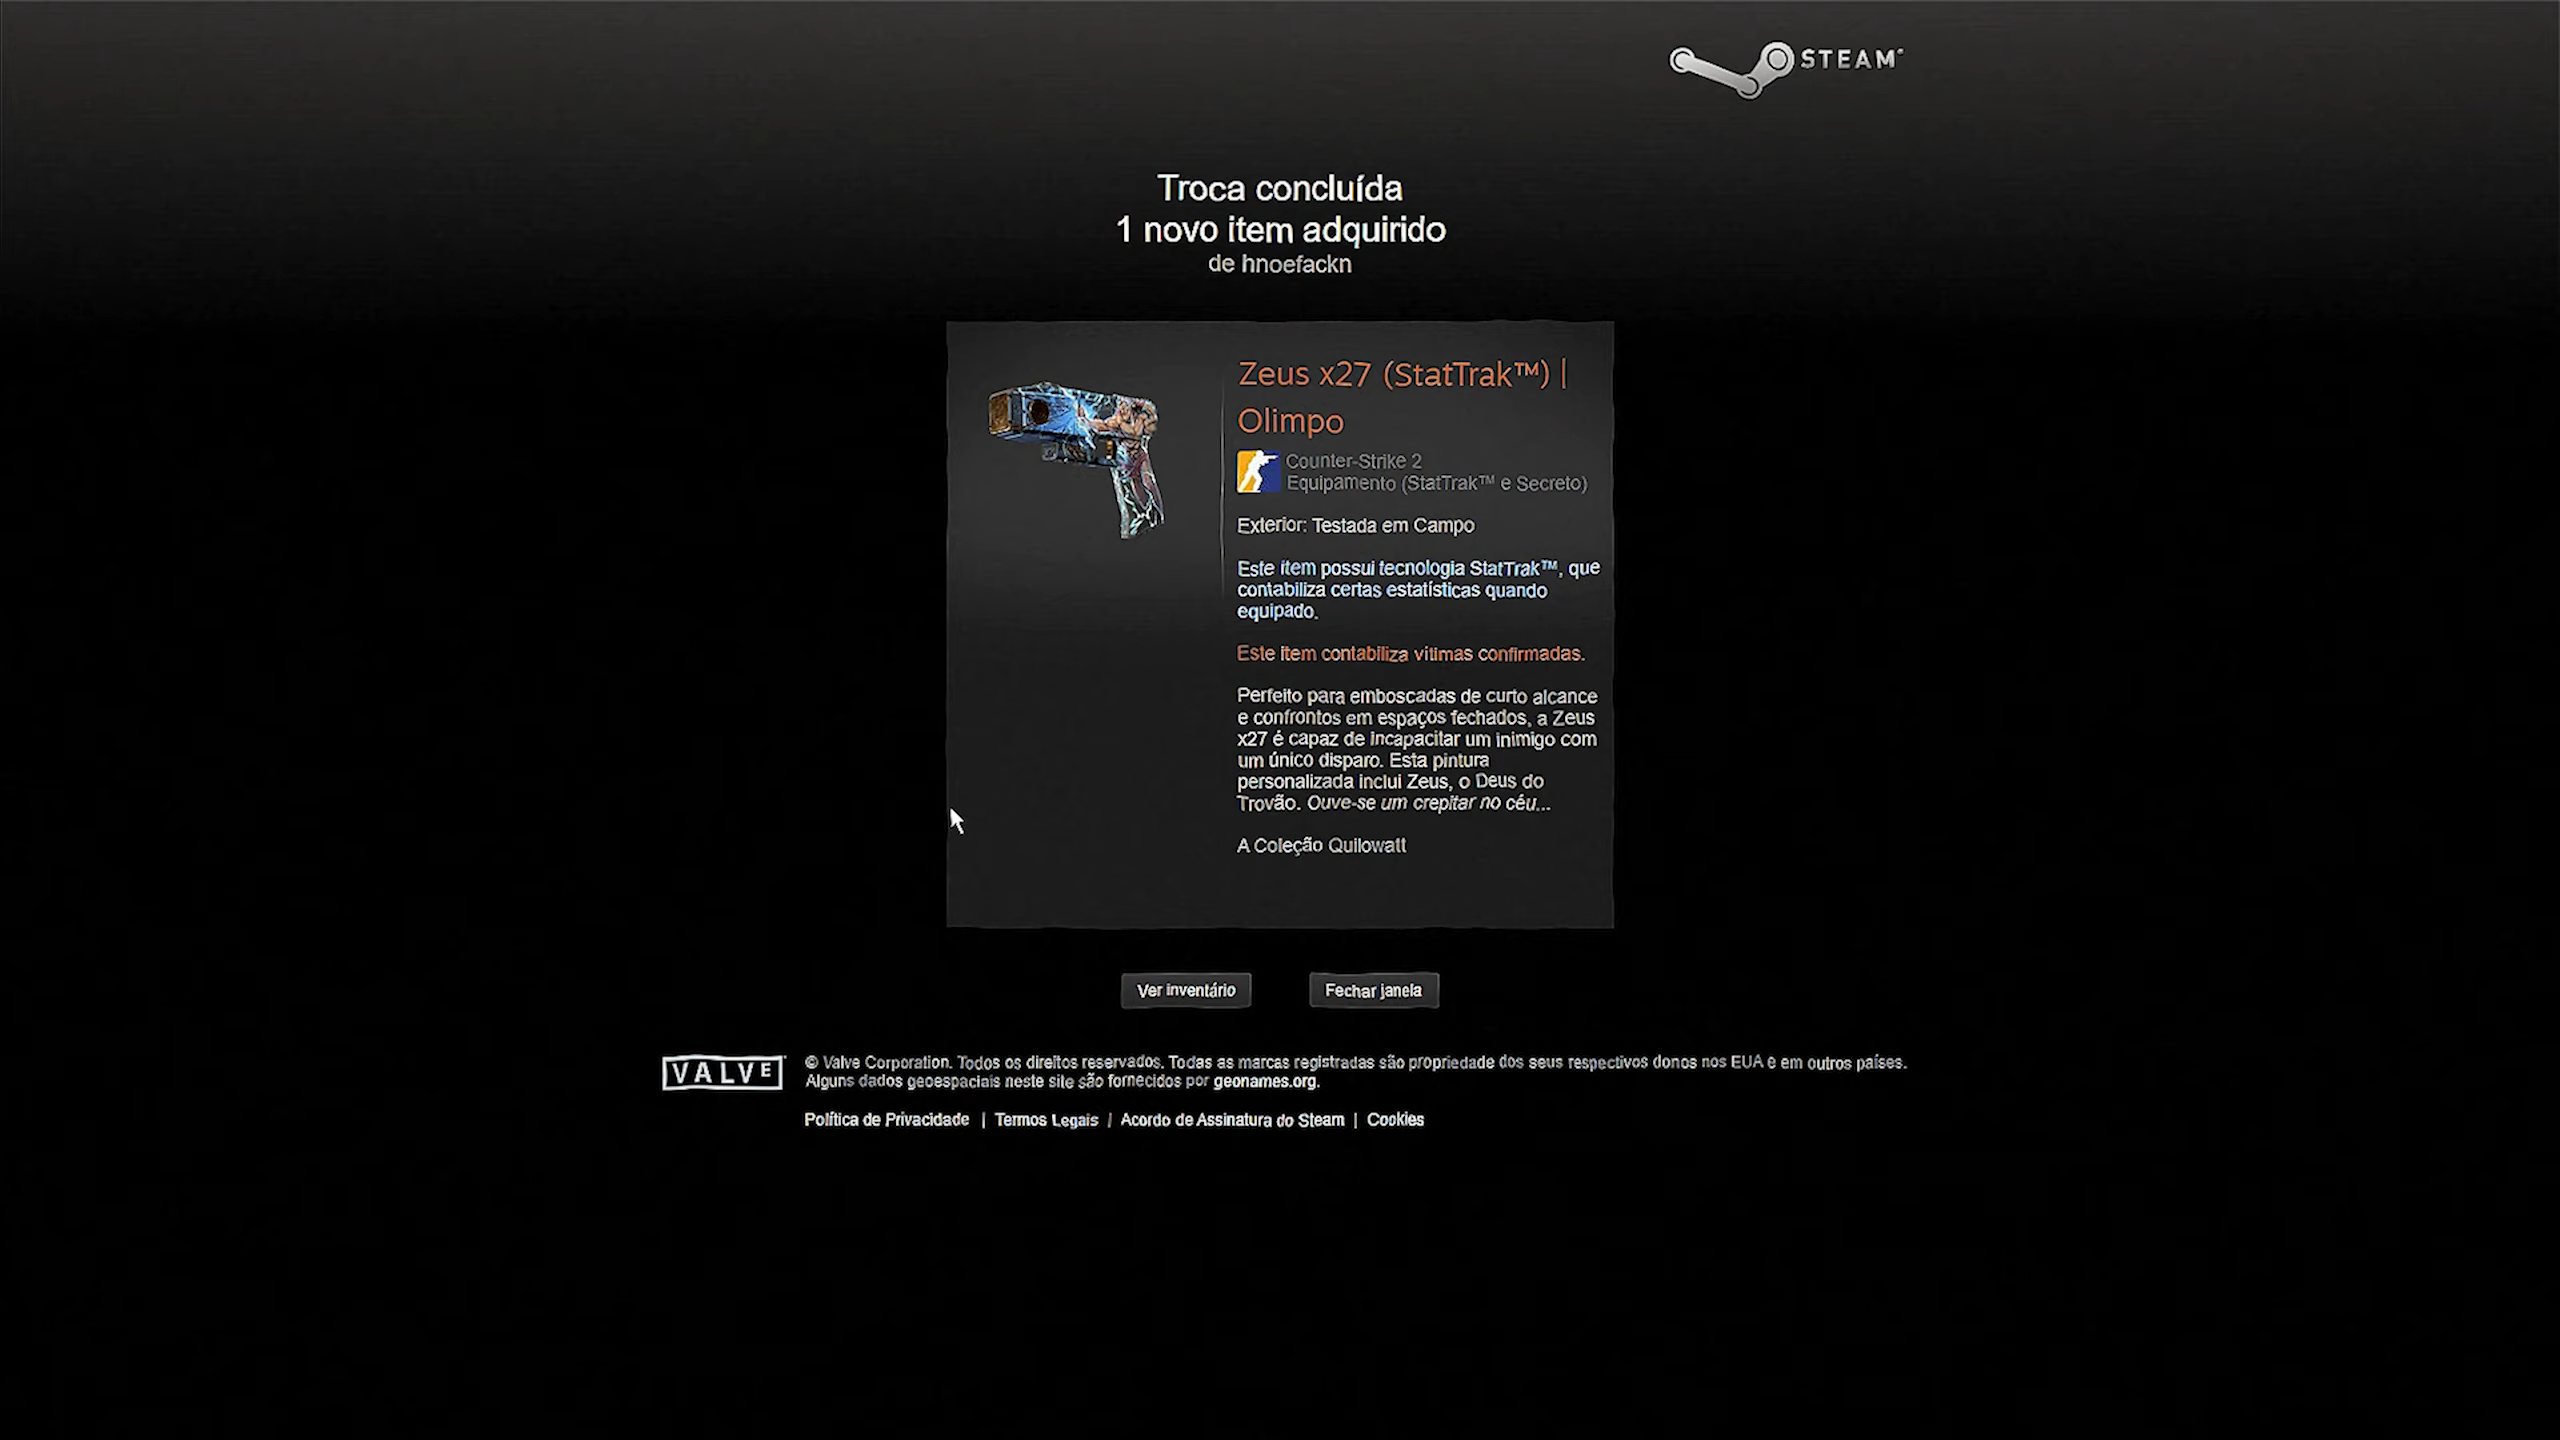 STEAM
Troca concluída
1 novo item adquirido
de hnoefackn
Zeus x27 (StatTrak™) |
Olimpo
Counter-Strike 2
Equipamento (StatTrak™ e Secreto)
Exterior: Testada em Campo
Este item possui tecnologia StatTrak™, que
contabiliza certas estatísticas quando
equipado.
Este item contabiliza vítimas confirmadas.
Perfeito para emboscadas de curto alcance
e confrontos em espaços fechados, a Zeus
x27 é capaz de incapacitar um inimigo com
um único disparo. Esta pintura
personalizada inclui Zeus, o Deus do
Trovão. Ouve-se um crepitar no céu...
A Coleção Quilowatt
Ver inventário
Fechar janela
VALVE
© Valve Corporation. Todos os direitos reservados. Todas as marcas registradas são propriedade dos seus respectivos donos nos EUA e em outros países.
Alguns dados geoespaciais neste site são fornecidos por geonames.org.
Política de Privacidade | Termos Legais | Acordo de Assinatura do Steam | Cookies